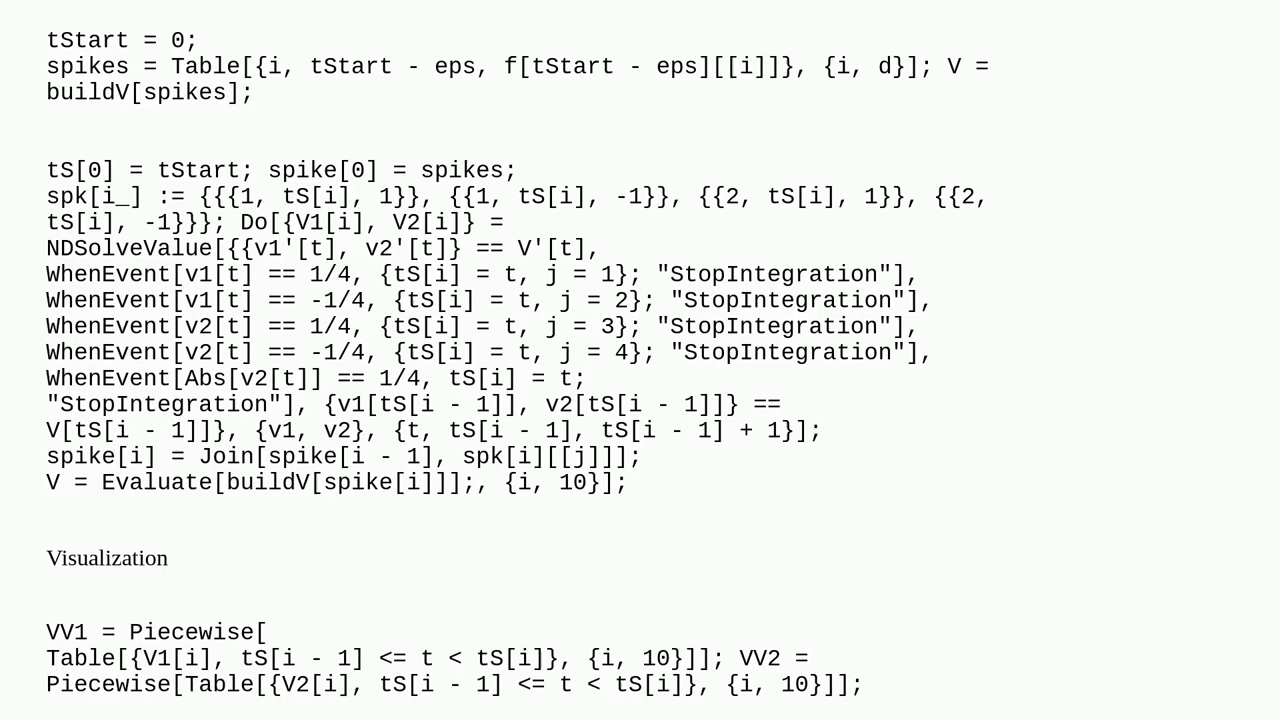 tStart = 0;
spikes = Table[{i, tStart - eps, f[tStart - eps][[i]]}, {i, d}]; V =
buildV[spikes];
tS[0] = tStart; spike[0] = spikes;
spk[i_] := {{{1, tS[i], 1}}, {{1, tS[i], -1}}, {{2, tS[i], 1}}, {{2,
tS[i], -1}}}; Do[{V1[i], V2[i]} =
NDSolveValue[{{v1'[t], v2'[t]} == V'[t],
WhenEvent[v1[t] == 1/4, {tS[i] = t, j = 1}; "StopIntegration"],
WhenEvent[v1[t] == -1/4, {tS[i] = t, j = 2}; "StopIntegration"],
WhenEvent[v2[t] == 1/4, {tS[i] = t, j = 3}; "StopIntegration"],
WhenEvent[v2[t] == -1/4, {tS[i] = t, j = 4}; "StopIntegration"],
WhenEvent[Abs[v2[t]] == 1/4, tS[i] = t;
"StopIntegration"], {v1[tS[i - 1]], v2[tS[i - 1]]} ==
V[tS[i - 1]]}, {v1, v2}, {t, tS[i - 1], tS[i - 1] + 1}];
spike[i] = Join[spike[i - 1], spk[i][[j]]];
V = Evaluate[buildV[spike[i]]];, {i, 10}];
Visualization
VV1 = Piecewise[
Table[{V1[i], tS[i - 1] <= t < tS[i]}, {i, 10}]]; VV2 =
Piecewise[Table[{V2[i], tS[i - 1] <= t < tS[i]}, {i, 10}]];